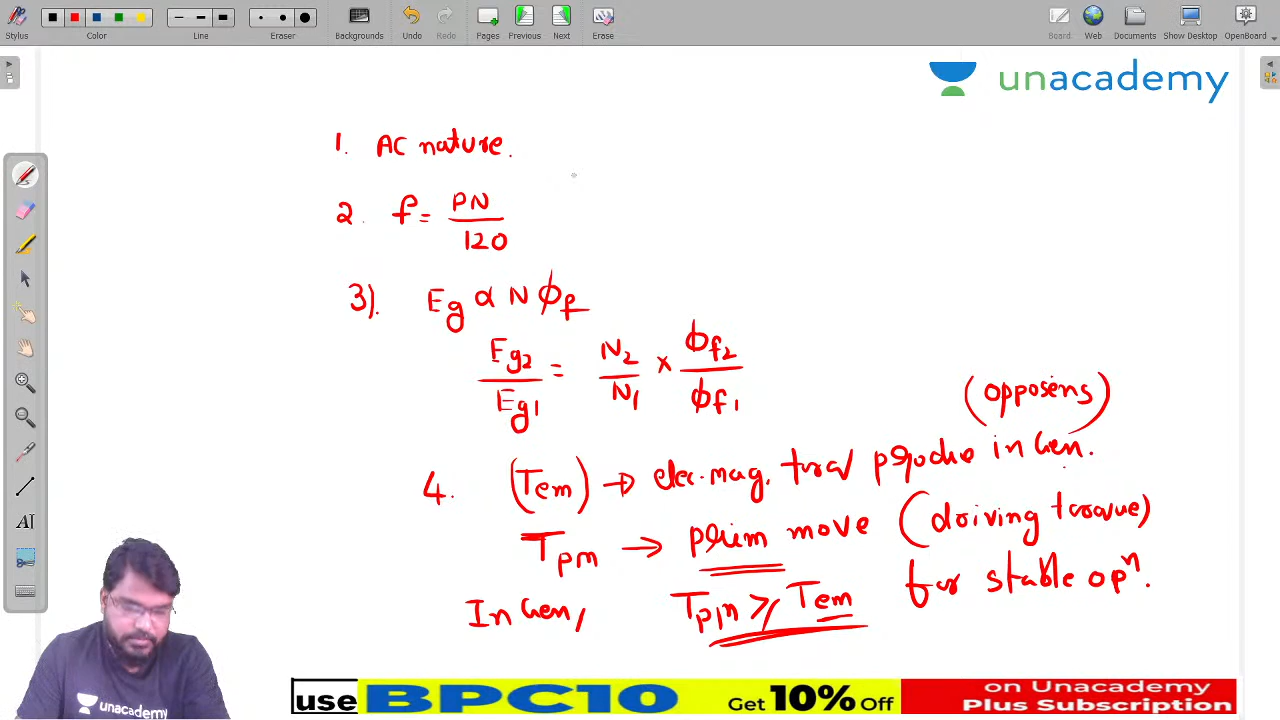 Stylus
Color
Line
Eraser
Backgrounds
Undo
Redo
Pages
Previous
Next
Erase
Board
Web
Documents
Show Desktop
OpenBoard
unacademy
1. AC nature.
2. f = PN / 120
3). Eg ∝ N ϕf
Eg2 / Eg1 = N2 / N1 × ϕf2 / ϕf1
(opposens)
4. (Tem) → elec.mag. produce in Gen.
Tpm → prim move (driving torque)
In Gen, Tpm ≥ Tem for stable opn.
unacademy
use BPC10 Get 10% Off on Unacademy
Plus Subscription